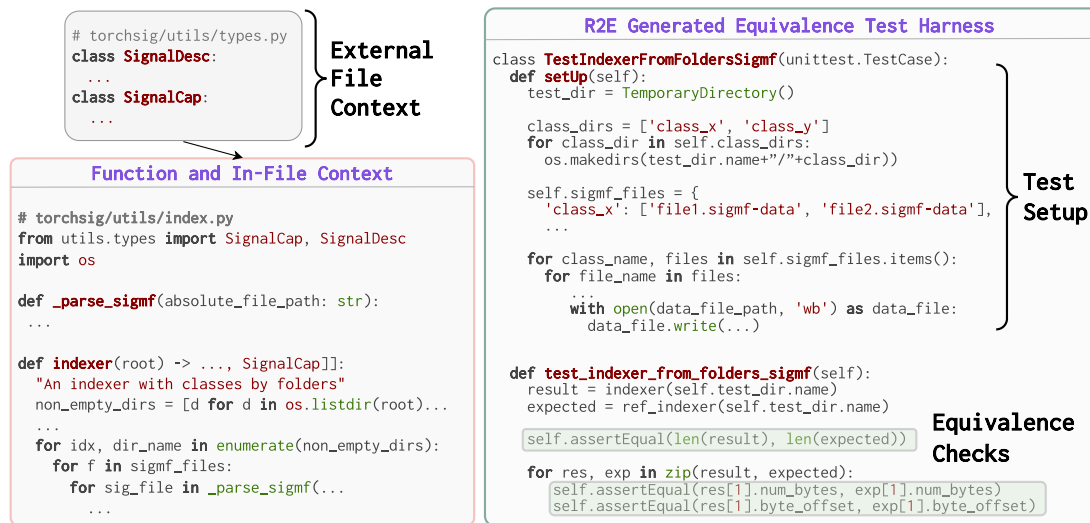 # torchsig/utils/types.py
class SignalDesc:
...
class SignalCap:
...
External
File
Context
Function and In-File Context
# torchsig/utils/index.py
from utils.types import SignalCap, SignalDesc
import os
def _parse_sigmf(absolute_file_path: str):
...
def indexer(root) -> ..., SignalCap]]:
"An indexer with classes by folders"
non_empty_dirs = [d for d in os.listdir(root)...
...
for idx, dir_name in enumerate(non_empty_dirs):
for f in sigmf_files:
for sig_file in _parse_sigmf(...
...
R2E Generated Equivalence Test Harness
class TestIndexerFromFoldersSigmf(unittest.TestCase):
def setUp(self):
test_dir = TemporaryDirectory()
class_dirs = ['class_x', 'class_y']
for class_dir in self.class_dirs:
os.makedirs(test_dir.name+”/”+class_dir))
self.sigmf_files = {
'class_x': ['file1.sigmf-data', 'file2.sigmf-data'],
...
for class_name, files in self.sigmf_files.items():
for file_name in files:
...
with open(data_file_path, 'wb') as data_file:
data_file.write(...)
Test
Setup
def test_indexer_from_folders_sigmf(self):
result = indexer(self.test_dir.name)
expected = ref_indexer(self.test_dir.name)
self.assertEqual(len(result), len(expected))
for res, exp in zip(result, expected):
self.assertEqual(res[1].num_bytes, exp[1].num_bytes)
self.assertEqual(res[1].byte_offset, exp[1].byte_offset)
Equivalence
Checks